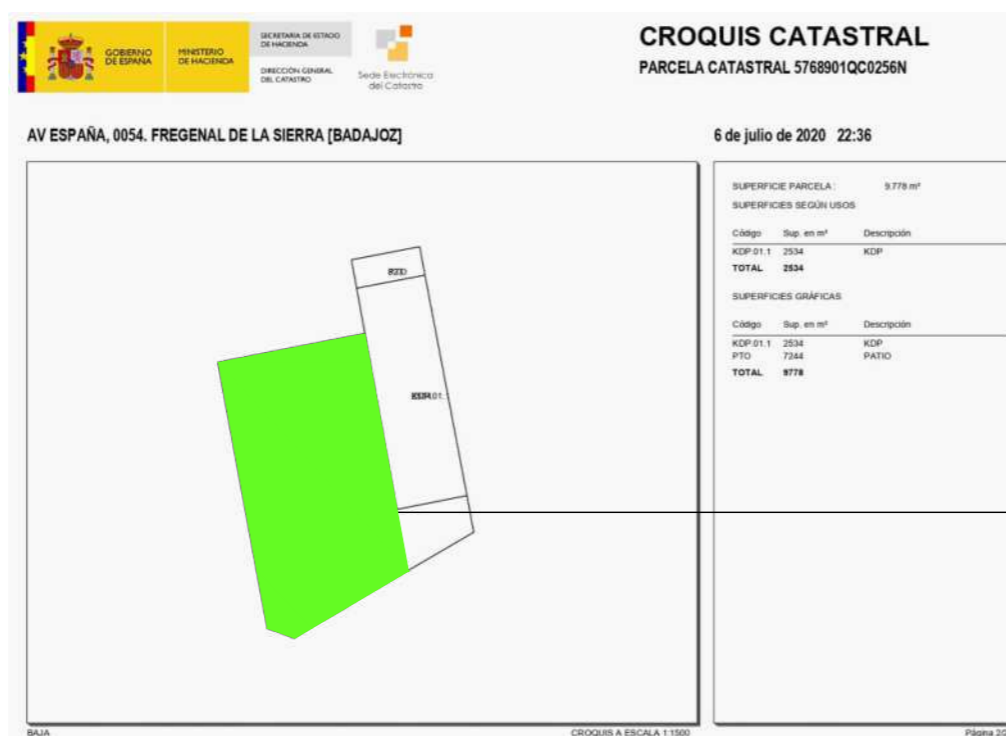 GOBIERNO
DE ESPAÑA
MINISTERIO
DE HACIENDA
SECRETARÍA DE ESTADO
DE HACIENDA
DIRECCIÓN GENERAL
DEL CATASTRO
Sede Electrónica
del Catastro
CROQUIS CATASTRAL
PARCELA CATASTRAL 5768901QC0256N
AV ESPAÑA, 0054. FREGENAL DE LA SIERRA [BADAJOZ]
6 de julio de 2020 22:36
SUPERFICIE PARCELA : 9.778 m²
SUPERFICIES SEGÚN USOS
Código Sup. en m² Descripción
KDP.01.1 2534 KDP
TOTAL 2534
SUPERFICIES GRÁFICAS
Código Sup. en m² Descripción
KDP.01.1 2534 KDP
PTO 7244 PATIO
TOTAL 9778
BAJA
CROQUIS A ESCALA 1:1500